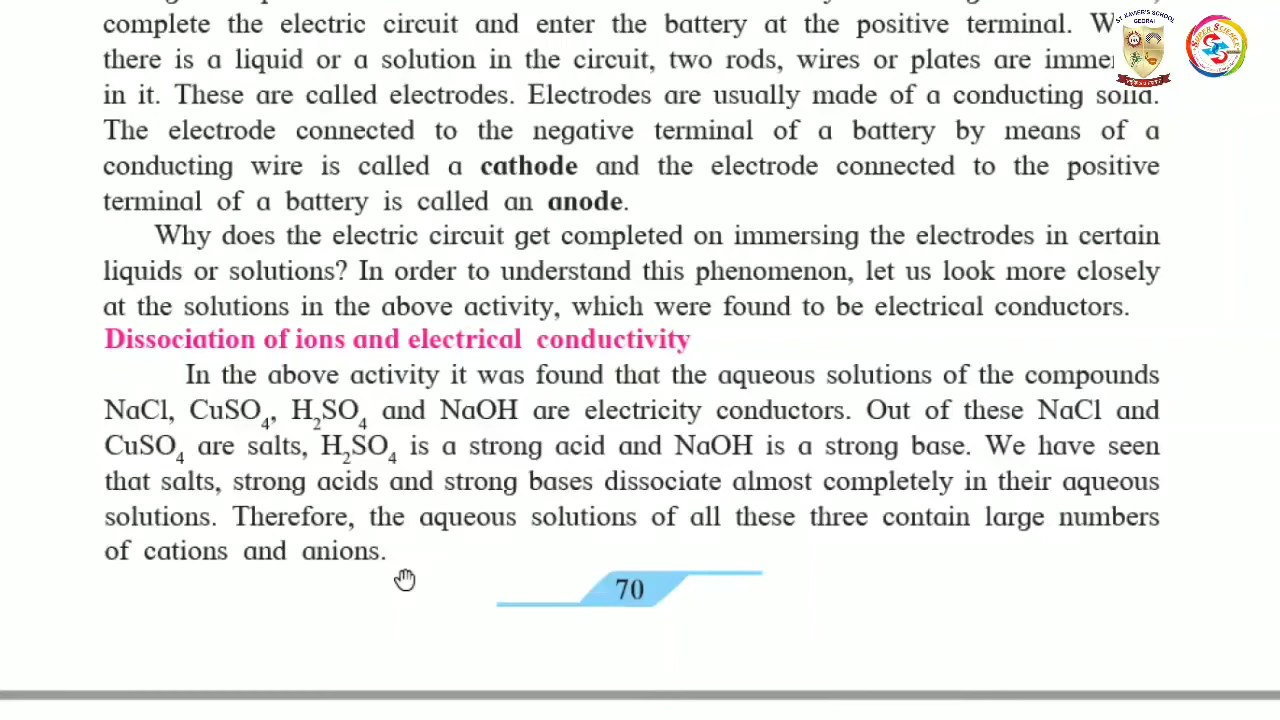 complete the electric circuit and enter the battery at the positive terminal.
there is a liquid or a solution in the circuit, two rods, wires or plates are
in it. These are called electrodes. Electrodes are usually made of a conducting solid.
The electrode connected to the negative terminal of a battery by means of a
conducting wire is called a cathode and the electrode connected to the positive
terminal of a battery is called an anode.
Why does the electric circuit get completed on immersing the electrodes in certain
liquids or solutions? In order to understand this phenomenon, let us look more closely
at the solutions in the above activity, which were found to be electrical conductors.
Dissociation of ions and electrical conductivity
In the above activity it was found that the aqueous solutions of the compounds
NaCl, CuSO₄, H₂SO₄ and NaOH are electricity conductors. Out of these NaCl and
CuSO₄ are salts, H₂SO₄ is a strong acid and NaOH is a strong base. We have seen
that salts, strong acids and strong bases dissociate almost completely in their aqueous
solutions. Therefore, the aqueous solutions of all these three contain large numbers
of cations and anions.
70
ST XAVIER'S SCHOOL
GEORAI
SUPER SCIENCE